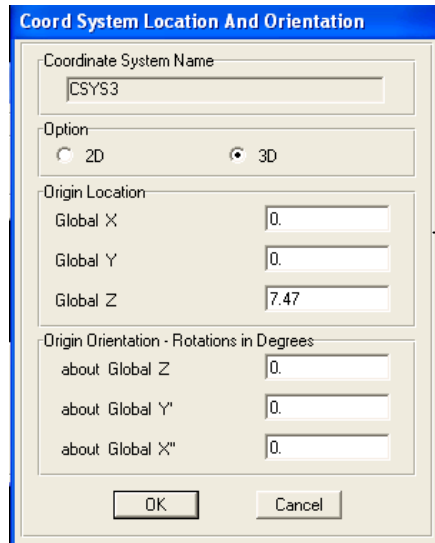 Coord System Location And Orientation
Coordinate System Name
CSYS3
Option
2D 3D
Origin Location
Global X 0.
Global Y 0.
Global Z 7.47
Origin Orientation - Rotations in Degrees
about Global Z 0.
about Global Y' 0.
about Global X" 0.
OK Cancel